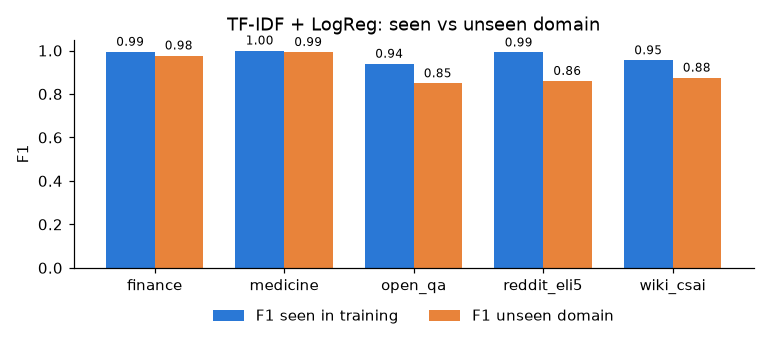 TF-IDF + LogReg: seen vs unseen domain
0.99 0.98 1.00 0.99 0.94 0.85 0.99 0.86 0.95 0.88
F1
1.0
0.8
0.6
0.4
0.2
0.0
finance medicine open_qa reddit_eli5 wiki_csai
F1 seen in training F1 unseen domain